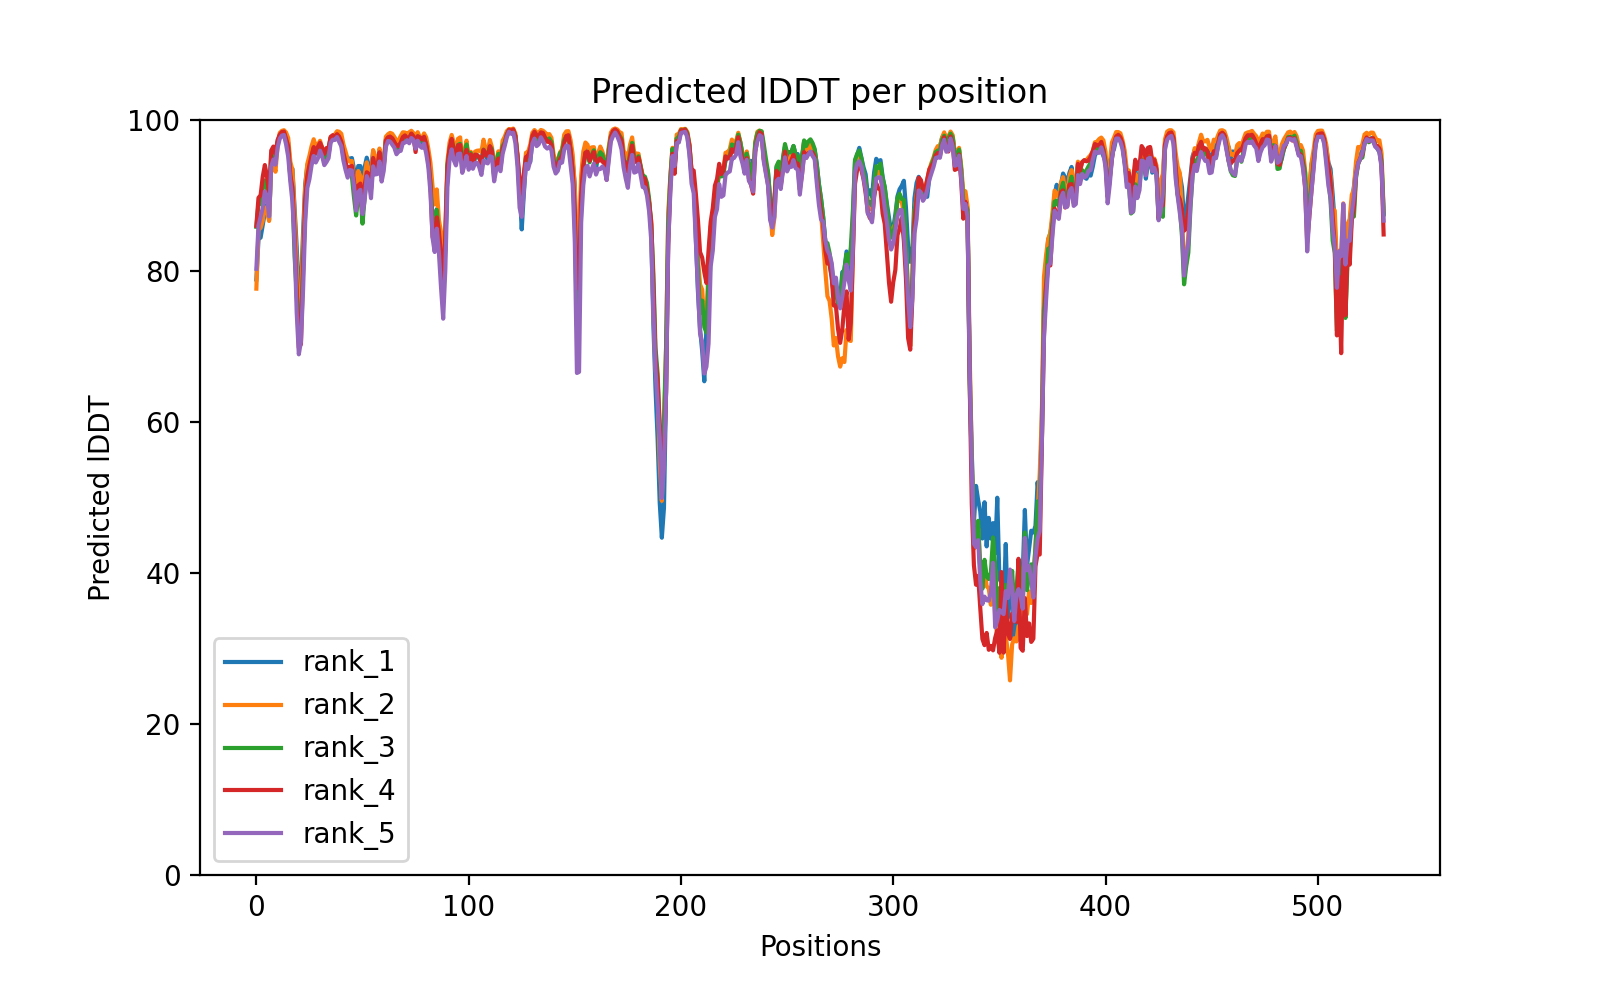 Predicted lDDT per position
100
80
60
40
20
0
Predicted lDDT
rank_1
rank_2
rank_3
rank_4
rank_5
0 100 200 300 400 500
Positions